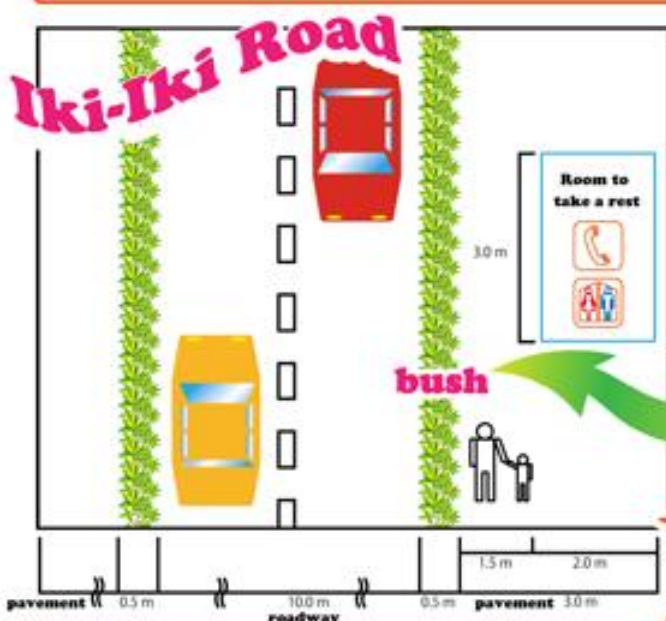 Iki-Iki Road
Room to
take a rest
3.0 m
bush
1.5 m
2.0 m
pavement
0.5 m
10.0 m
0.5 m
pavement
3.0 m
roadway